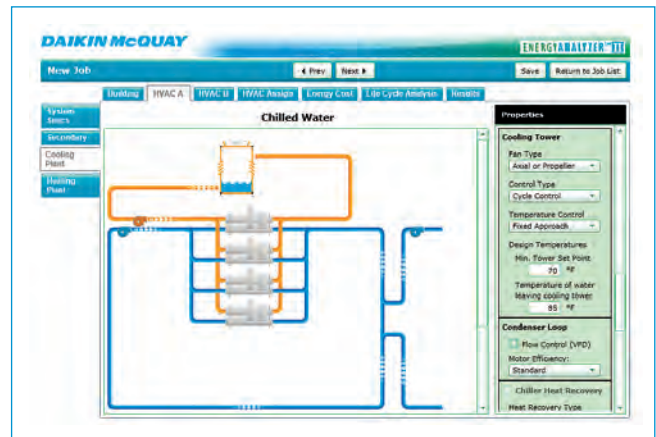 DAIKIN McQUAY
ENERGYANALYZER™ III
New Job
Prev
Next
Save
Return to Job List
Building
HVAC A
HVAC B
HVAC Assign
Energy Cost
Life Cycle Analysis
Results
System Specs
Secondary
Cooling Plant
Heating Plant
Chilled Water
Properties
Cooling Tower
Fan Type
Axial or Propeller
Control Type
Cycle Control
Temperature Control
Fixed Approach
Design Temperatures
Min. Tower Set Point
70 °F
Temperature of water
leaving cooling tower
85 °F
Condenser Loop
Flow Control (VFD)
Motor Efficiency:
Standard
Chiller Heat Recovery
Heat Recovery Type